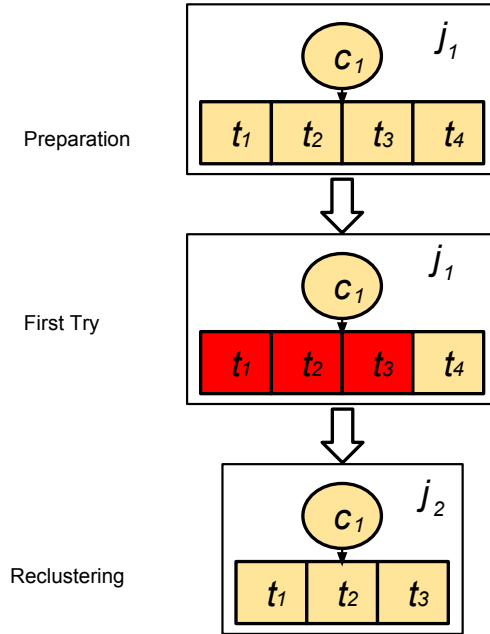 j1
c1
Preparation
t1 t2 t3 t4
j1
c1
First Try
t1 t2 t3 t4
j2
c1
Reclustering
t1 t2 t3